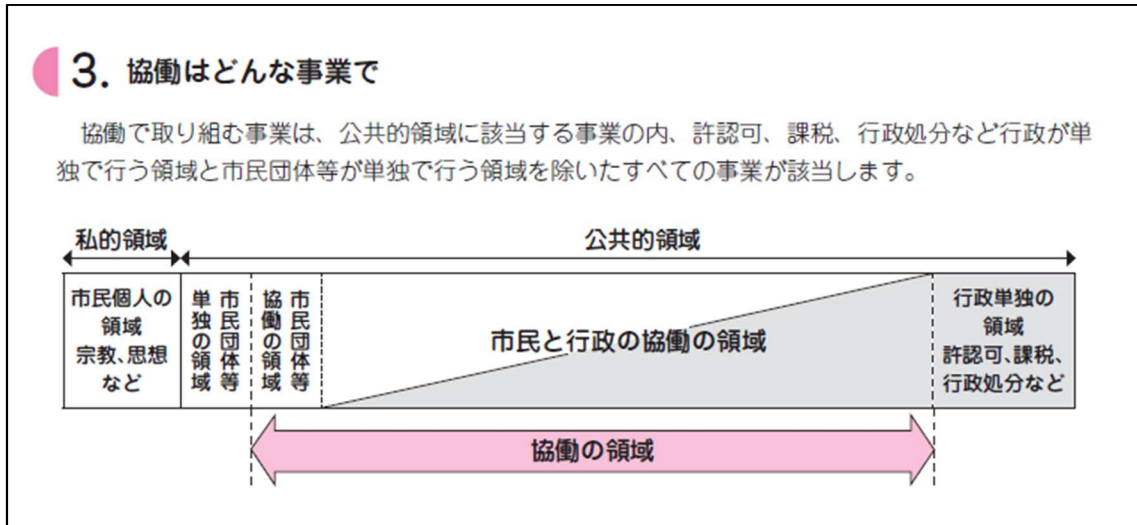 3. 協働はどんな事業で
協働で取り組む事業は、公共的領域に該当する事業の内、許認可、課税、行政処分など行政が単
独で行う領域と市民団体等が単独で行う領域を除いたすべての事業が該当します。
私的領域
公共的領域
市民個人の
領域
宗教、思想
など
市民団体等
単独の領域
市民団体等
協働の領域
市民と行政の協働の領域
行政単独の
領域
許認可、課税、
行政処分など
協働の領域